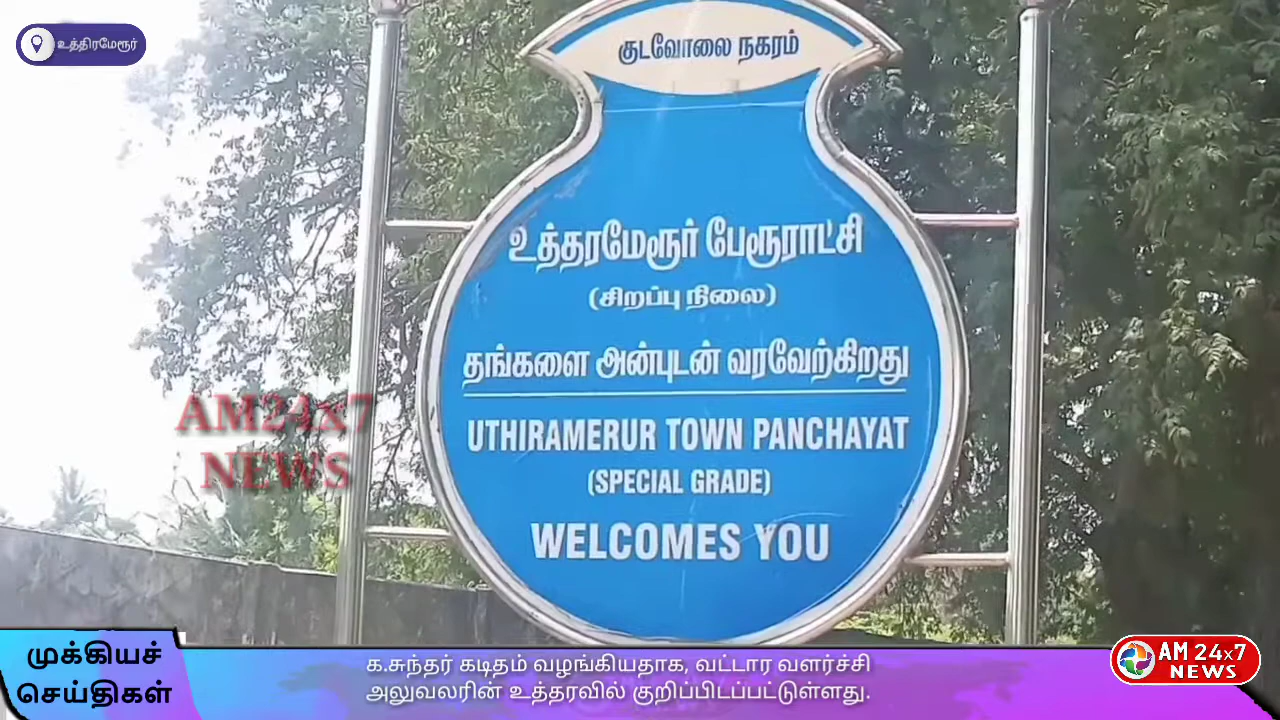 உத்திரமேரூர்
குடவோலை நகரம்
உத்தரமேரூர் பேரூராட்சி
(சிறப்பு நிலை)
தங்களை அன்புடன் வரவேற்கிறது
UTHIRAMERUR TOWN PANCHAYAT
(SPECIAL GRADE)
WELCOMES YOU
AM24x7
NEWS
முக்கியச்
செய்திகள்
க.சுந்தர் கடிதம் வழங்கியதாக, வட்டார வளர்ச்சி
அலுவலரின் உத்தரவில் குறிப்பிடப்பட்டுள்ளது.
AM 24x7
NEWS